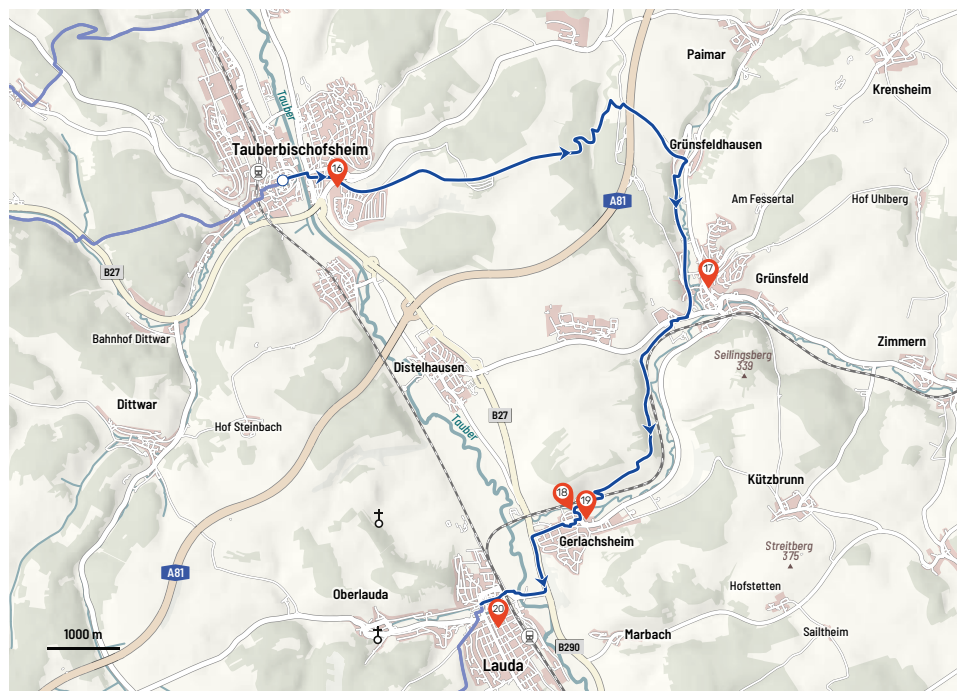 Paimar
Krensheim
Tauber
Grünsfeldhausen
Tauberbischofsheim
16
A81
Am Fessertal
Hof Uhlberg
B27
17
Grünsfeld
Bahnhof Dittwar
Zimmern
Seilingsberg
339
Distelhausen
Dittwar
B27
Hof Steinbach
Tauber
Kützbrunn
18
19
Gerlachsheim
Streitberg
375
A81
Hofstetten
Oberlauda
20
1000 m
Marbach
Sailtheim
B290
Lauda